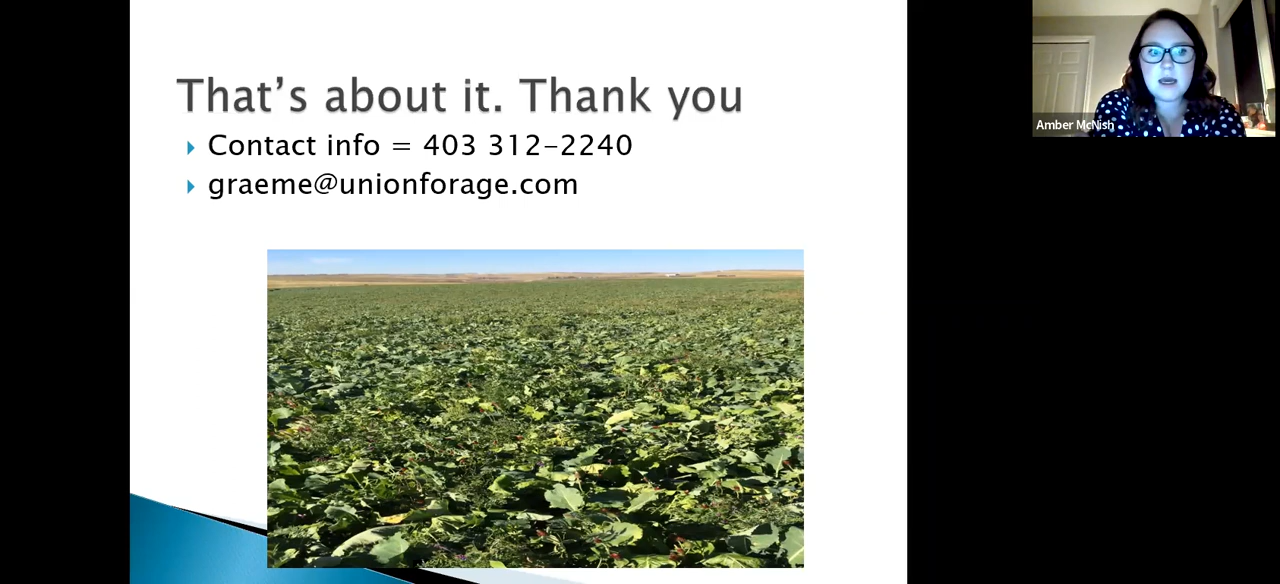 That's about it. Thank you
Contact info = 403 312-2240
graeme@unionforage.com
Amber McNish